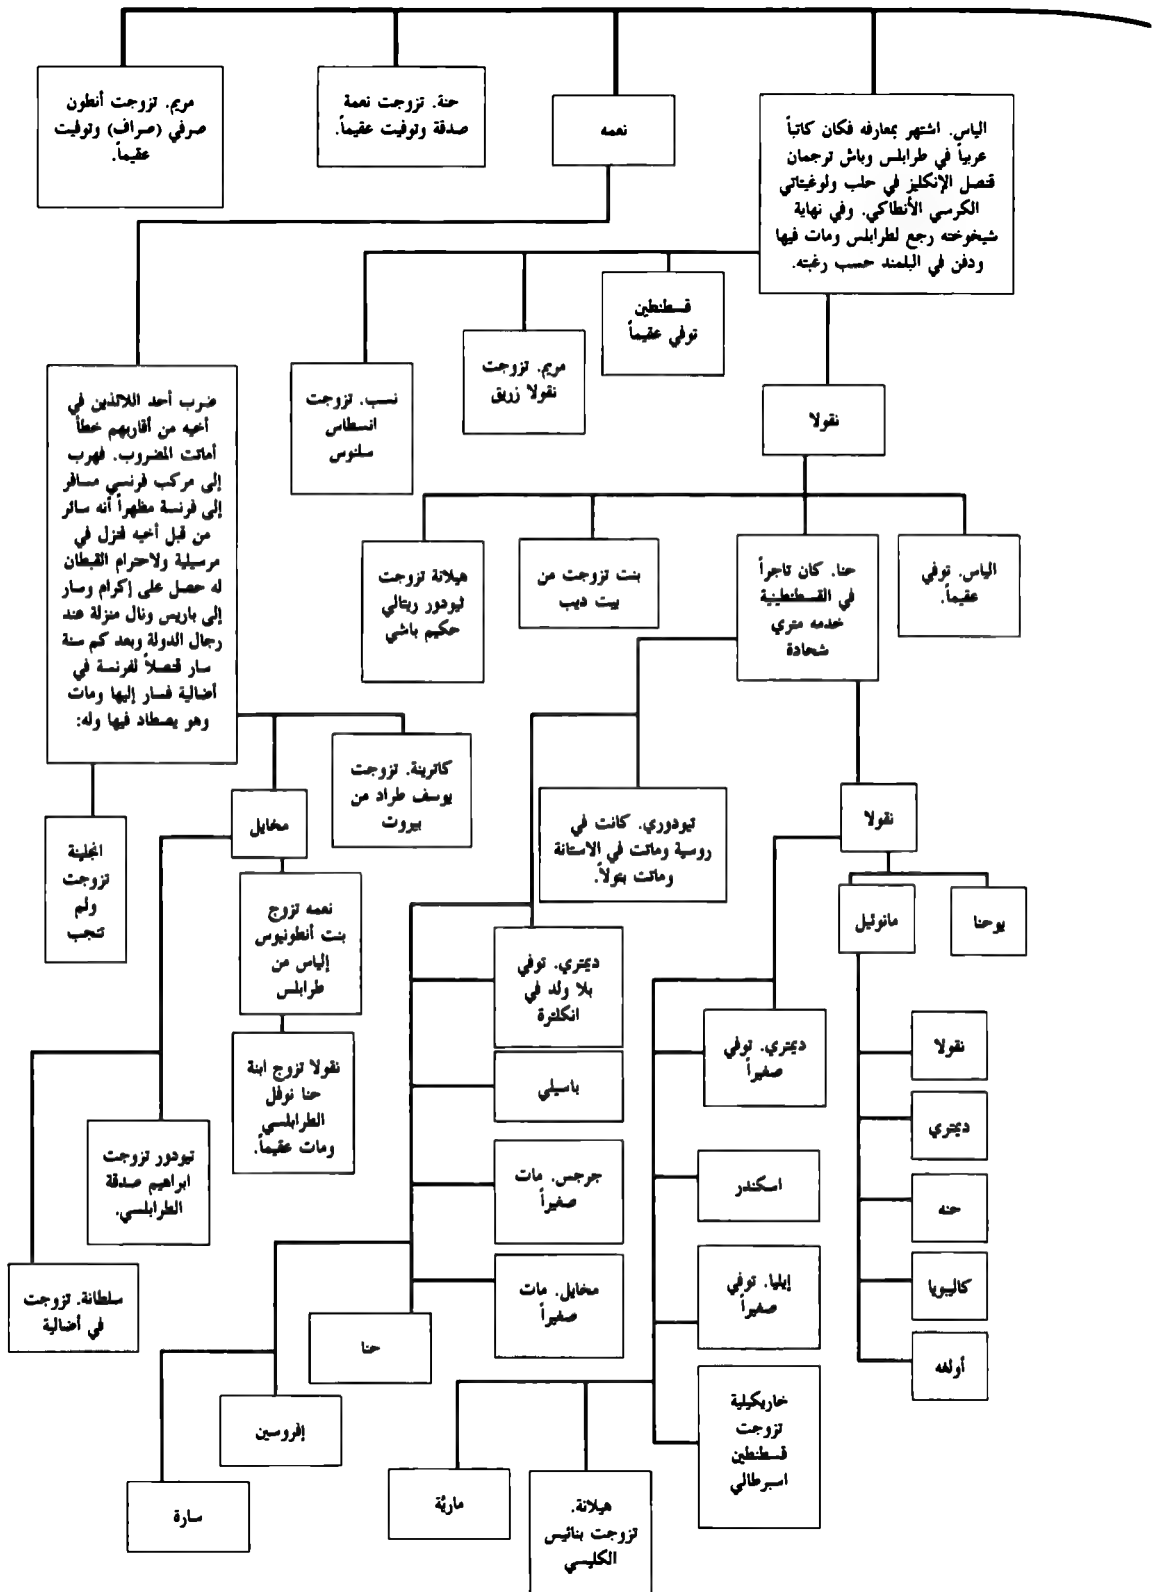 الياس. اشتهر بمعارفه فكان كاتباً
عربياً في طرابلس وباش ترجمان
قنصل الإنكليز في حلب ولوغيتاتي
الكرسي الأنطاكي. وفي نهاية
شيخوخته رجع لطرابلس ومات فيها
ودفن في البلمند حسب رغبته.
نعمه
حنة. تزوجت نعمة
صدقة وتوفيت عقيماً.
مريم. تزوجت أنطون
صرفي (صراف) وتوفيت
عقيماً.
قسطنطين
توفي عقيماً
مريم. تزوجت
نقولا زريق
نسب. تزوجت
انسطاس
سلنوس
نقولا
ضرب أحد اللائذين في
أخيه من أقاربهم خطأ
أماتت المضروب. فهرب
إلى مركب فرنسي مسافر
إلى فرنسة مظهراً أنه سائر
من قبل أخيه فنزل في
مرسيلية ولاحترام القبطان
له حصل على إكرام وسار
إلى باريس ونال منزلة عند
رجال الدولة وبعد كم سنة
سار قنصلاً لفرنسة في
أضالية فسار إليها ومات
وهو يصطاد فيها وله:
الياس. توفي
عقيماً.
حنا. كان تاجراً
في القسطنطينية
خدمه متري
شحادة
بنت تزوجت من
بيت ديب
هيلانة تزوجت
ثيودور ريتالي
حكيم باشي
كاترينة. تزوجت
يوسف طراد من
بيروت
مخايل
انجلينة
تزوجت
ولم
تنجب
نقولا
تيودوري. كانت في
روسية وماتت في الاستانة
وماتت بتولاً.
نعمه تزوج
بنت أنطونيوس
إلياس من
طرابلس
نقولا تزوج ابنة
حنا نوفل
الطرابلسي
ومات عقيماً.
تيودور تزوجت
ابراهيم صدقة
الطرابلسي.
سلطانة. تزوجت
في أضالية
يوحنا
مانوئيل
نقولا
ديمتري
حنه
كاليبويا
أولغه
ديمتري. توفي
صغيراً
اسكندر
إيليا. توفي
صغيراً
خاريكيلية
تزوجت
قسطنطين
اسبرطالي
هيلانة.
تزوجت بنائيس
الكليسي
ماريّة
ديمتري. توفي
بلا ولد في
انكلترة
باسيلي
جرجس. مات
صغيراً
مخايل. مات
صغيراً
حنا
إفروسين
سارة